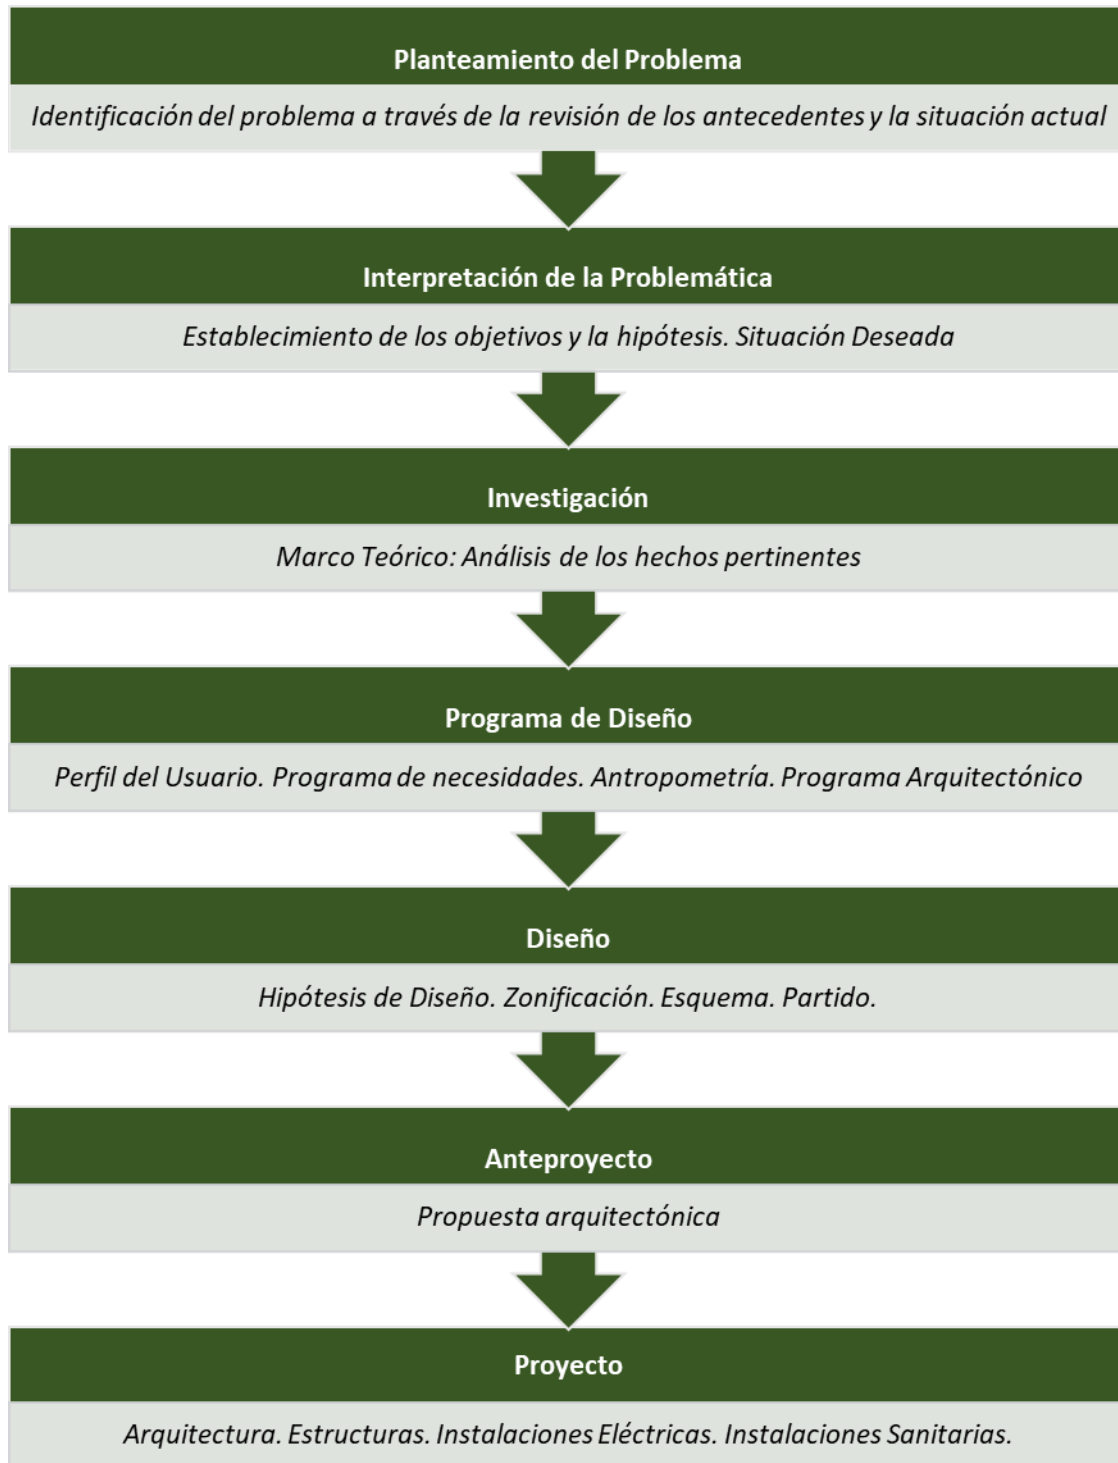 Planteamiento del Problema
Identificación del problema a través de la revisión de los antecedentes y la situación actual
Interpretación de la Problemática
Establecimiento de los objetivos y la hipótesis. Situación Deseada
Investigación
Marco Teórico: Análisis de los hechos pertinentes
Programa de Diseño
Perfil del Usuario. Programa de necesidades. Antropometría. Programa Arquitectónico
Diseño
Hipótesis de Diseño. Zonificación. Esquema. Partido.
Anteproyecto
Propuesta arquitectónica
Proyecto
Arquitectura. Estructuras. Instalaciones Eléctricas. Instalaciones Sanitarias.